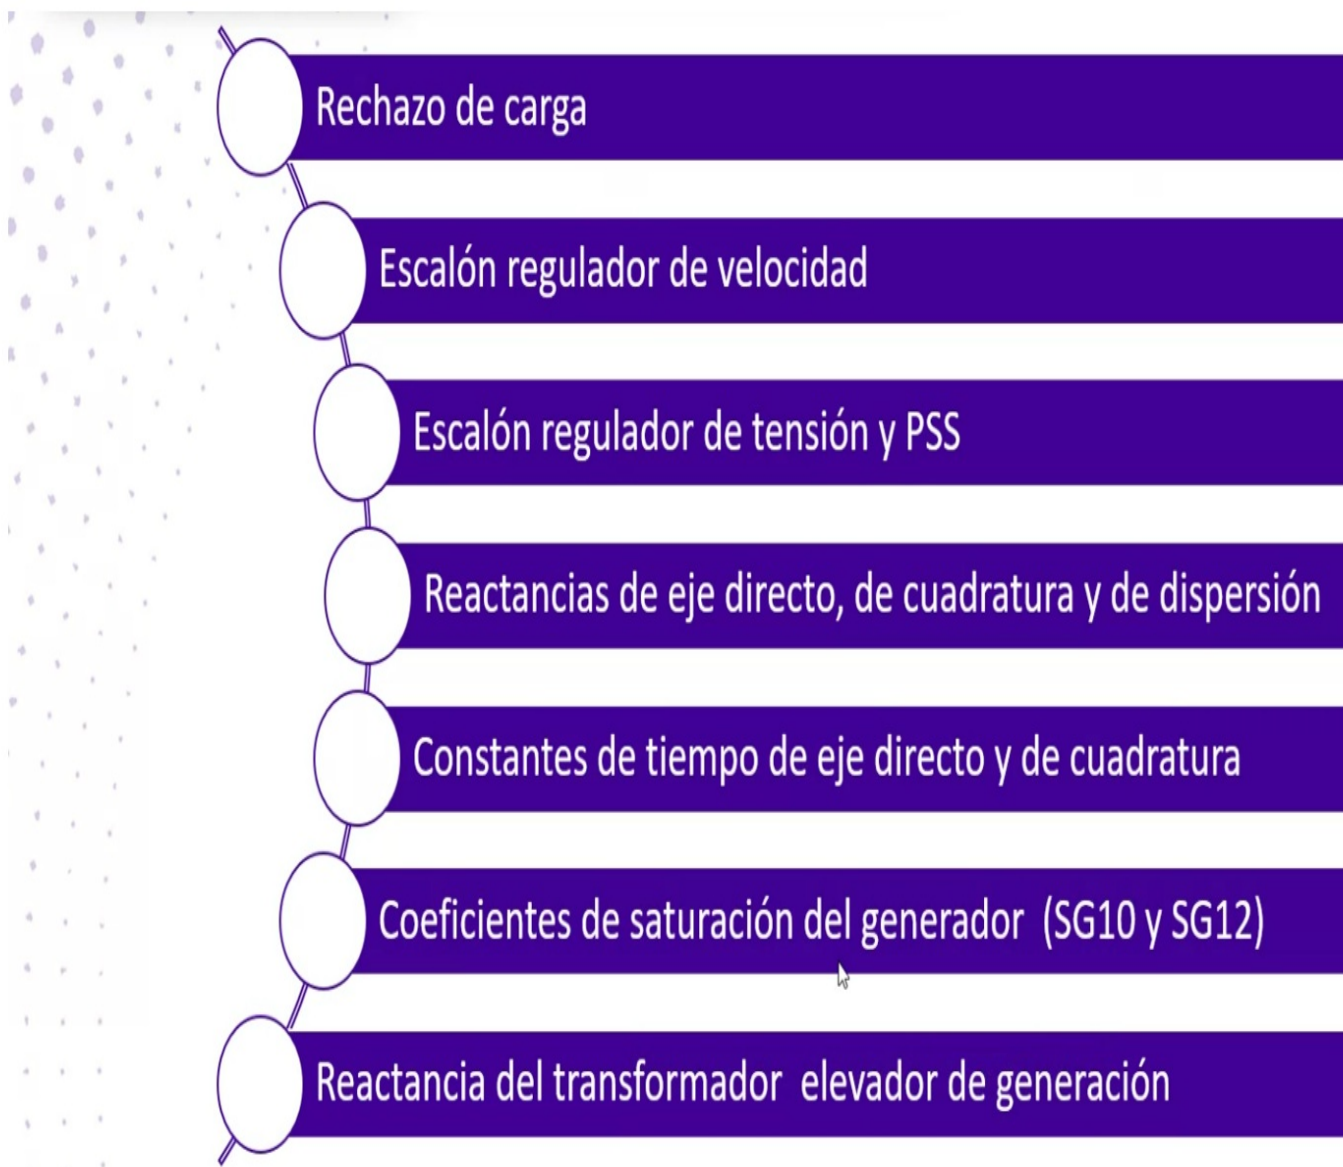 Rechazo de carga
Escalón regulador de velocidad
Escalón regulador de tensión y PSS
Reactancias de eje directo, de cuadratura y de dispersión
Constantes de tiempo de eje directo y de cuadratura
Coeficientes de saturación del generador (SG10 y SG12)
Reactancia del transformador elevador de generación